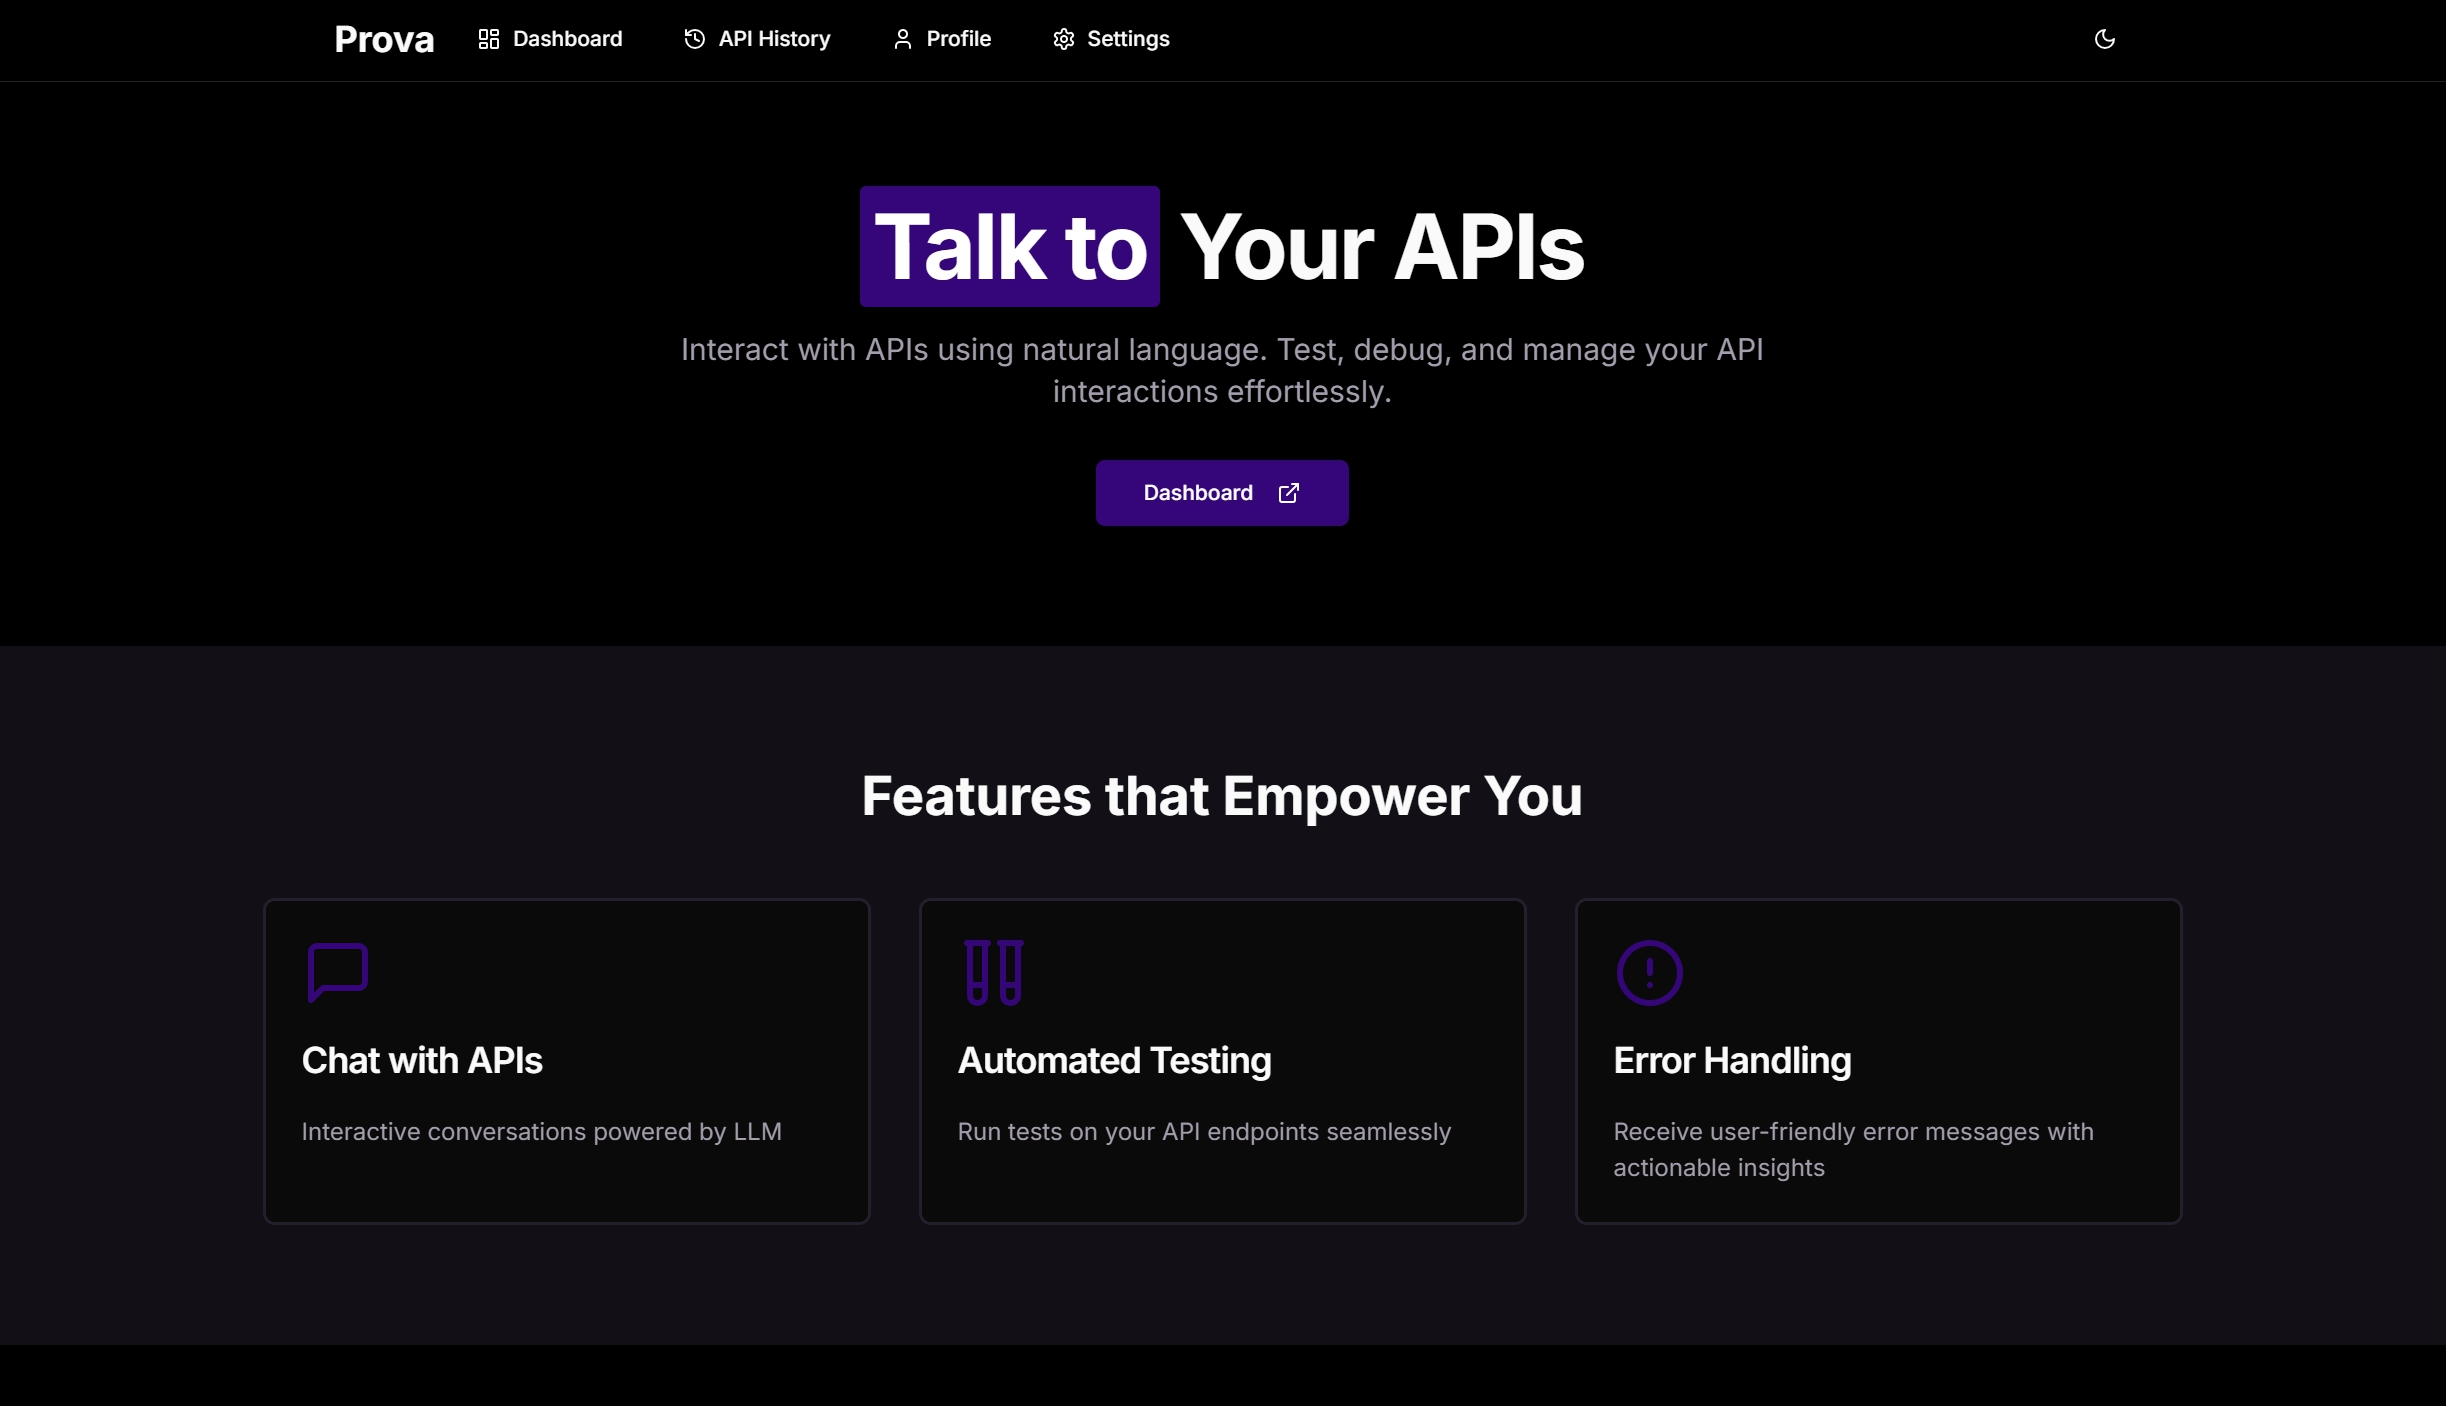 Prova
Dashboard
API History
Profile
Settings
Talk to Your APIs
Interact with APIs using natural language. Test, debug, and manage your API
interactions effortlessly.
Dashboard
Features that Empower You
Chat with APIs
Interactive conversations powered by LLM
Automated Testing
Run tests on your API endpoints seamlessly
Error Handling
Receive user-friendly error messages with
actionable insights